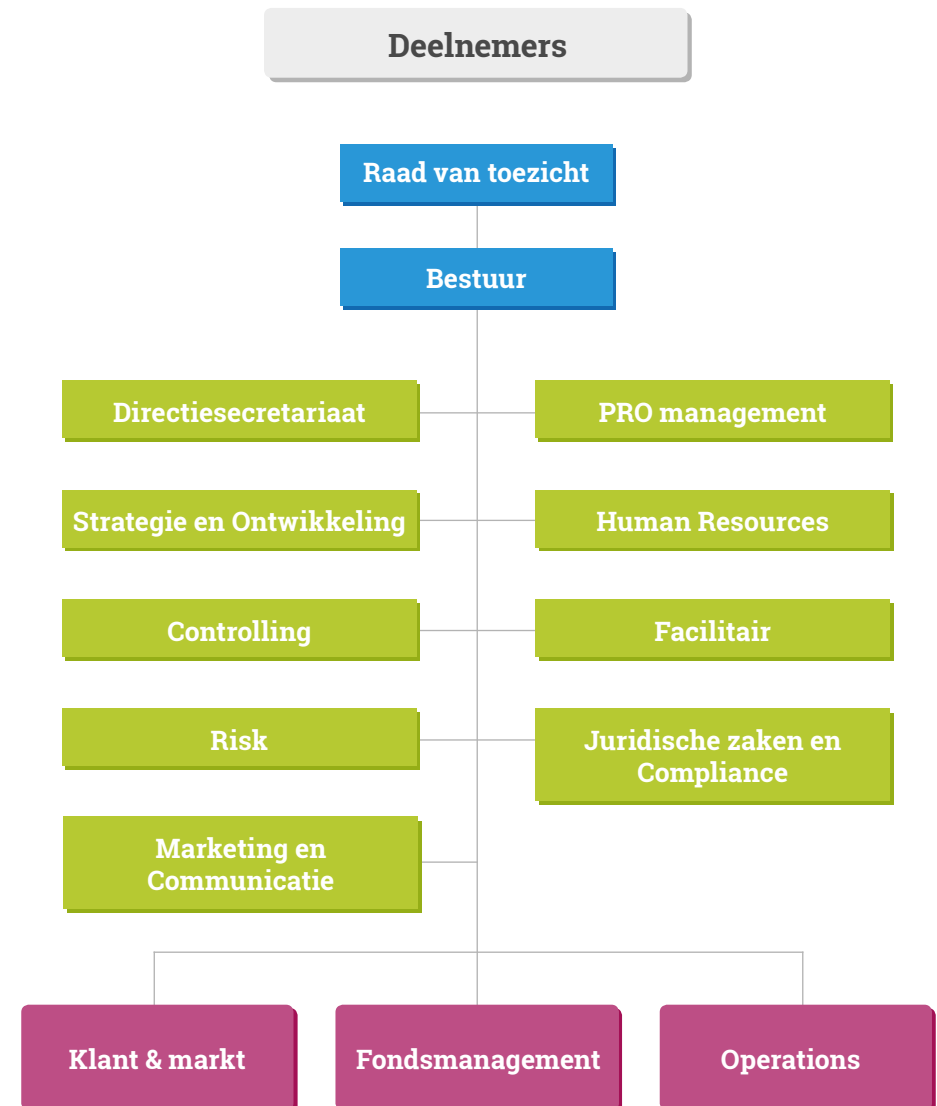 Deelnemers
Raad van toezicht
Bestuur
Directiesecretariaat
PRO management
Strategie en Ontwikkeling
Human Resources
Controlling
Facilitair
Risk
Juridische zaken en
Compliance
Marketing en
Communicatie
Klant & markt
Fondsmanagement
Operations